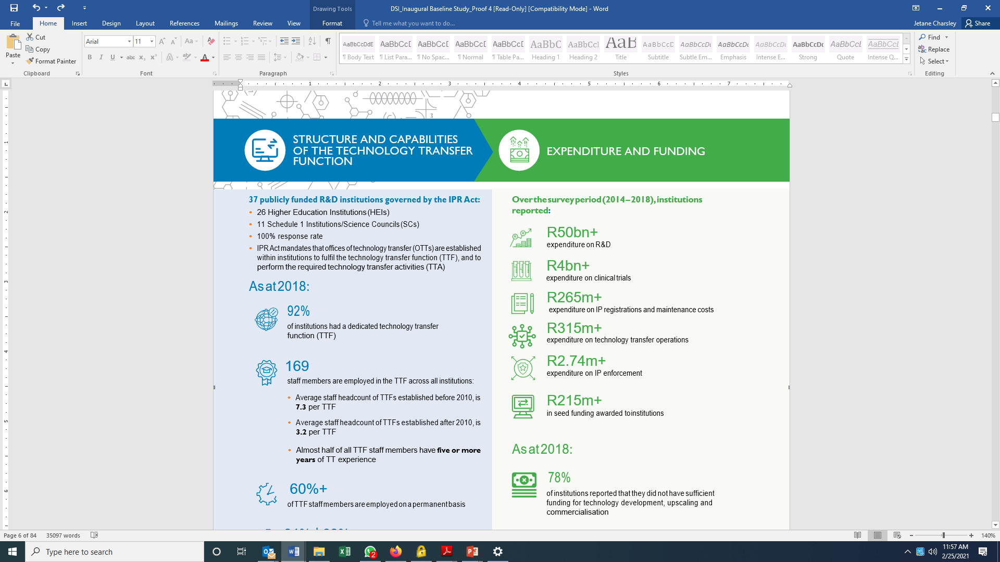 DSI_Inaugural Baseline Study_Proof 4 [Read-Only] [Compatibility Mode] - Word
Drawing Tools
File
Home
Insert
Design
Layout
References
Mailings
Review
View
Format
Tell me what you want to do...
Jetane Charsley
Share
Paste
Cut
Copy
Format Painter
Clipboard
Arial
11
Font
Paragraph
AaBbCcDdE
¶ Body Text
¶ List Para...
¶ No Spac...
¶ Normal
¶ Table Pa...
Heading 1
Heading 2
Title
Subtitle
Subtle Em...
Emphasis
Intense E...
Strong
Quote
Intense Q...
Styles
Find
Replace
Select
Editing
STRUCTURE AND CAPABILITIES
OF THE TECHNOLOGY TRANSFER
FUNCTION
EXPENDITURE AND FUNDING
37 publicly funded R&D institutions governed by the IPR Act:
• 26 Higher Education Institutions (HEIs)
• 11 Schedule 1 Institutions/Science Councils (SCs)
• 100% response rate
• IPR Act mandates that offices of technology transfer (OTTs) are established
within institutions to fulfil the technology transfer function (TTF), and to
perform the required technology transfer activities (TTA)
As at 2018:
92%
of institutions had a dedicated technology transfer
function (TTF)
169
staff members are employed in the TTF across all institutions:
• Average staff headcount of TTFs established before 2010, is
7.3 per TTF
• Average staff headcount of TTFs established after 2010, is
3.2 per TTF
• Almost half of all TTF staff members have five or more
years of TT experience
60%+
of TTF staff members are employed on a permanent basis
Over the survey period (2014–2018), institutions
reported:
R50bn+
expenditure on R&D
R4bn+
expenditure on clinical trials
R265m+
expenditure on IP registrations and maintenance costs
R315m+
expenditure on technology transfer operations
R2.74m+
expenditure on IP enforcement
R215m+
in seed funding awarded to institutions
As at 2018:
78%
of institutions reported that they did not have sufficient
funding for technology development, upscaling and
commercialisation
Page 6 of 84
35097 words
140%
Type here to search
2
11:57 AM
2/25/2021